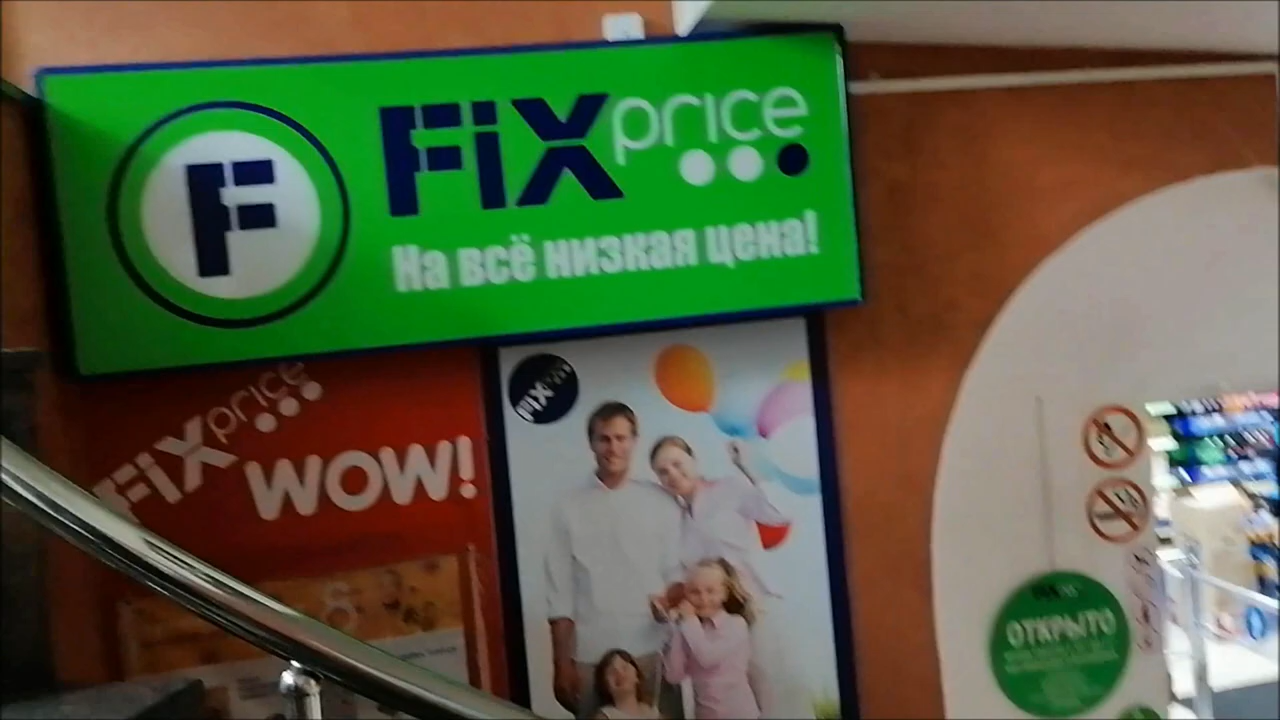 F
FiX price
На всё низкая цена!
FiX price
WOW!
FiX
ОТКРЫТО